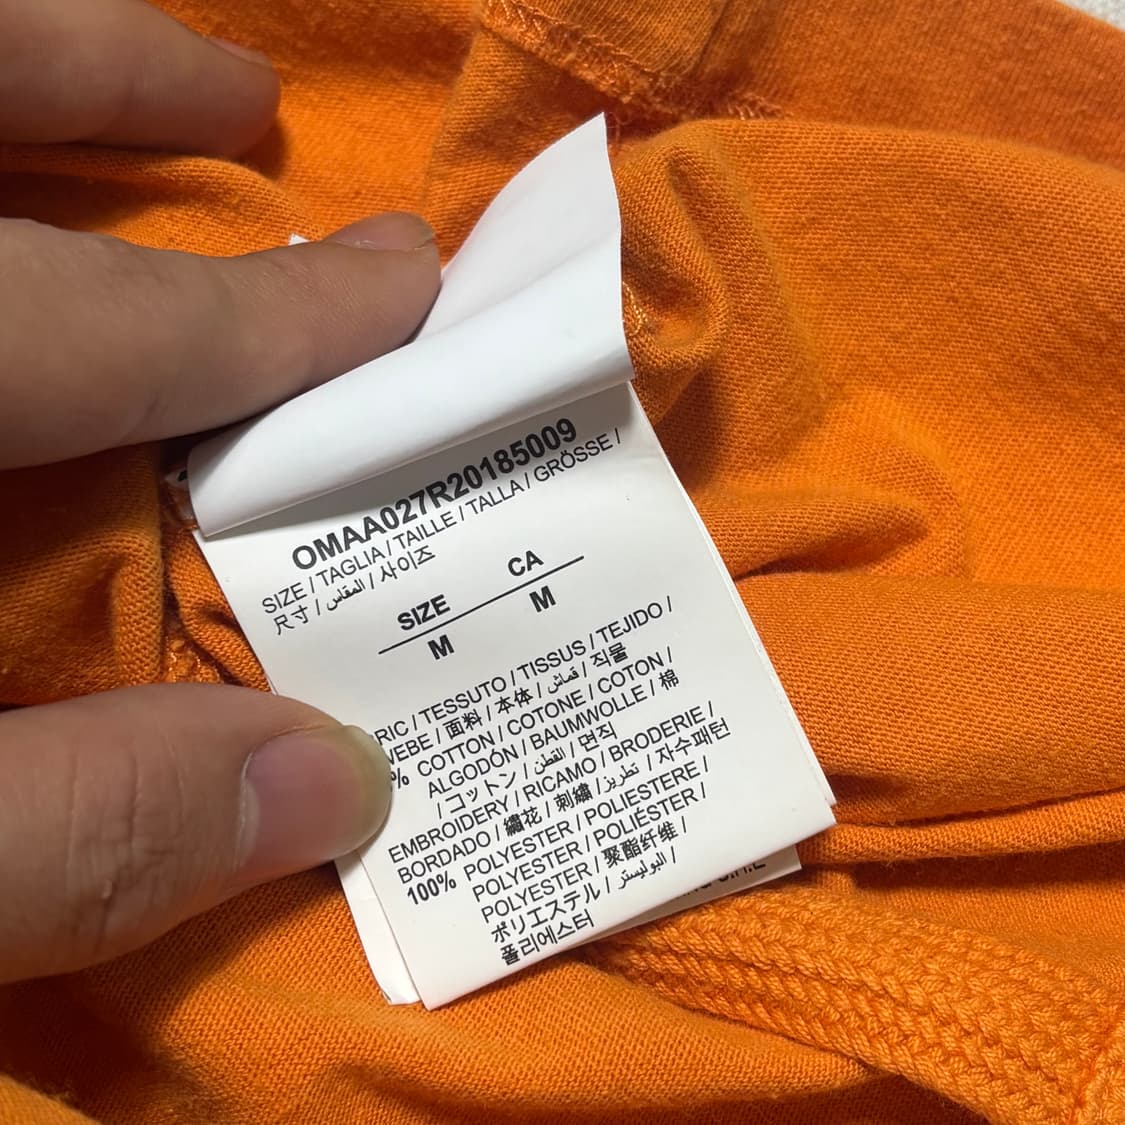 OMAA027R20185009
SIZE / TAGLIA / TAILLE / TALLA / GRÖSSE /
尺寸 / المقاس / 사이즈
SIZE CA
M M
RIC / TESSUTO / TISSUS / TEJIDO /
EBE / 面料 / 本体 / قماش / 직물
% COTTON / COTONE / COTON /
ALGODÓN / BAUMWOLLE / 棉
/ コットン / القطن / 면직
EMBROIDERY / RICAMO / BRODERIE /
BORDADO / 繡花 / 刺繍 / تطريز / 자수패턴
100% POLYESTER / POLIESTERE /
POLYESTER / POLIÉSTER /
POLYESTER / 聚酯纤维 /
ポリエステル / البوليستر /
폴리에스터